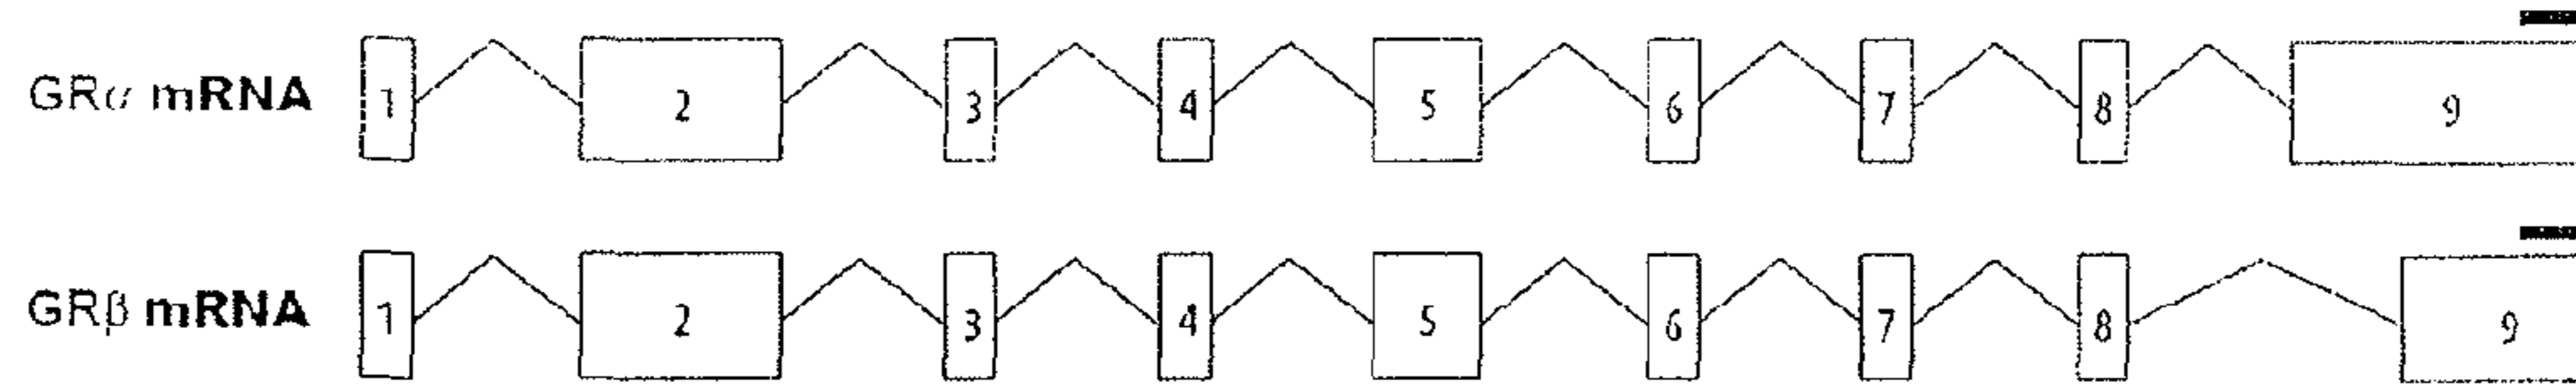 GRα mRNA 1 2 3 4 5 6 7 8 9
GRβ mRNA 1 2 3 4 5 6 7 8 9